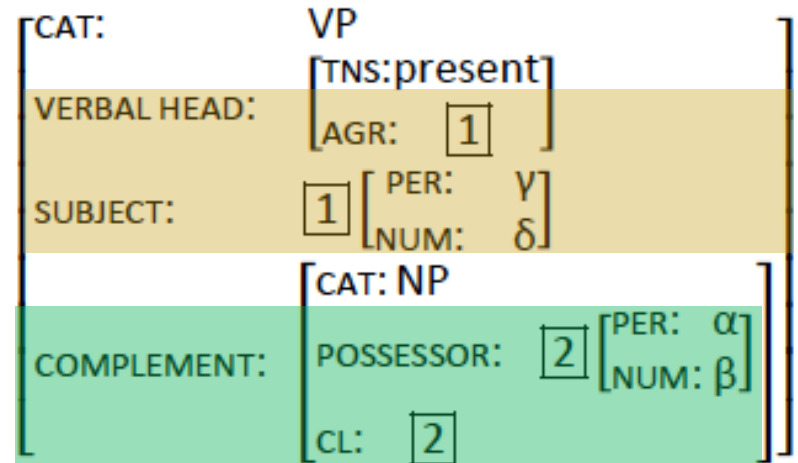 CAT: VP
TNS:present
VERBAL HEAD:
AGR: 1
PER: γ
SUBJECT: 1
NUM: δ
CAT: NP
PER: α
POSSESSOR: 2
COMPLEMENT:
NUM: β
CL: 2